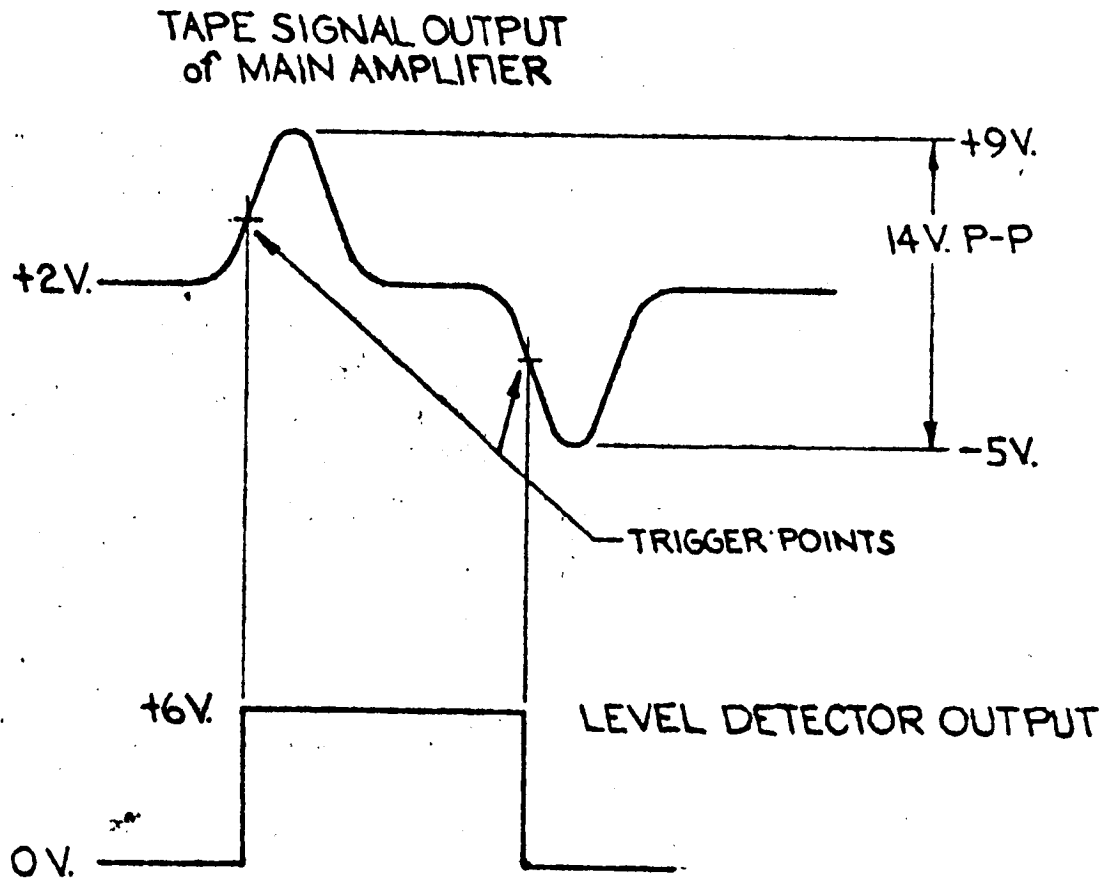 TAPE SIGNAL OUTPUT
of MAIN AMPLIFIER
+9V.
14V. P-P
+2V.
-5V.
TRIGGER POINTS
+6V.
LEVEL DETECTOR OUTPUT
0V.